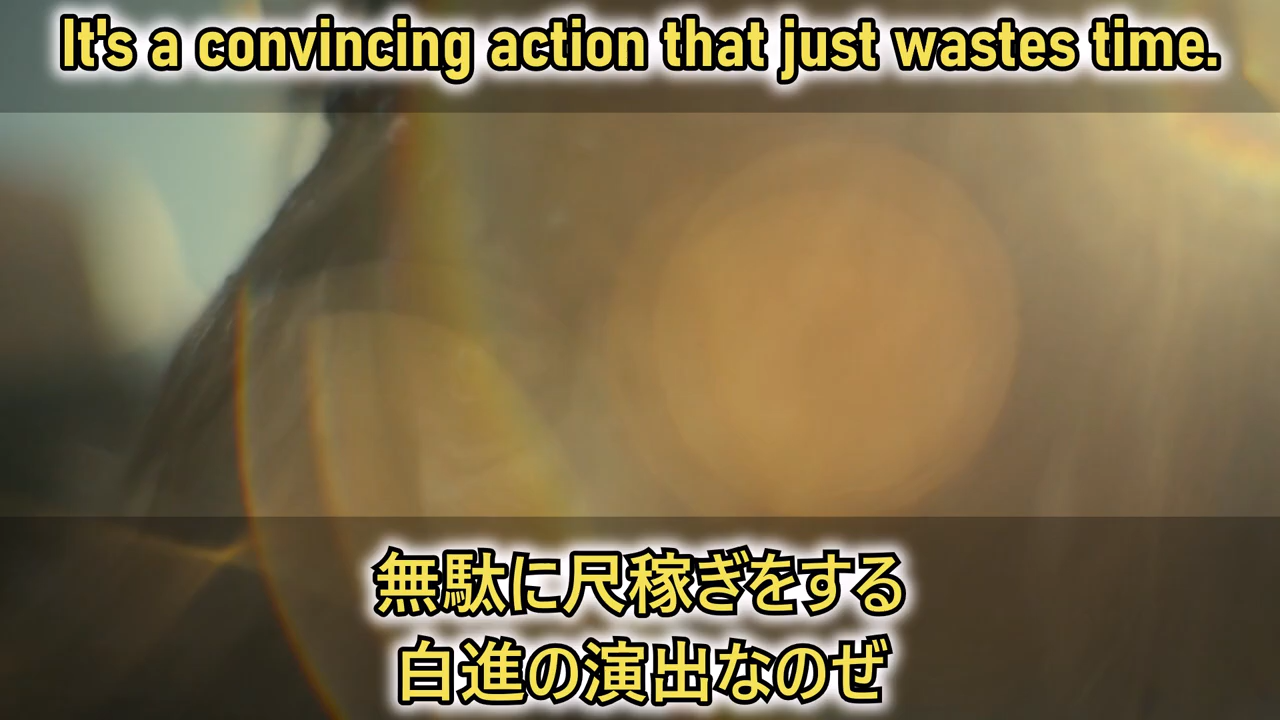 It's a convincing action that just wastes time.
無駄に尺稼ぎをする
白進の演出なのぜ